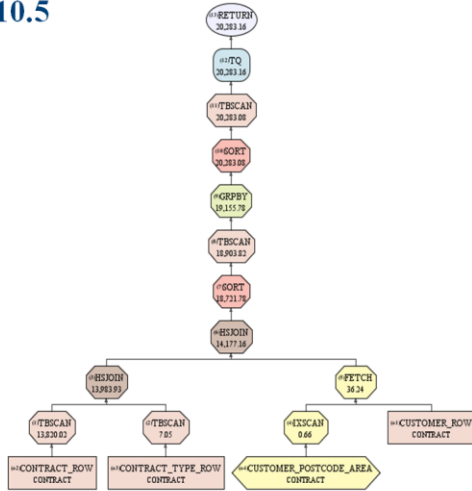 10.5
(13)RETURN
20,283.16
(12)TQ
20,283.16
(11)TBSCAN
20,283.08
(10)SORT
20,283.08
(9)GRPBY
19,155.78
(8)TBSCAN
18,903.82
(7)SORT
18,721.78
(6)HSJOIN
14,177.16
(3)HSJOIN
13,983.93
(5)FETCH
36.24
(1)TBSCAN
13,820.02
(2)TBSCAN
7.05
(4)IXSCAN
0.66
CUSTOMER_ROW
CONTRACT
CONTRACT_ROW
CONTRACT
CONTRACT_TYPE_ROW
CONTRACT
CUSTOMER_POSTCODE_AREA
CONTRACT